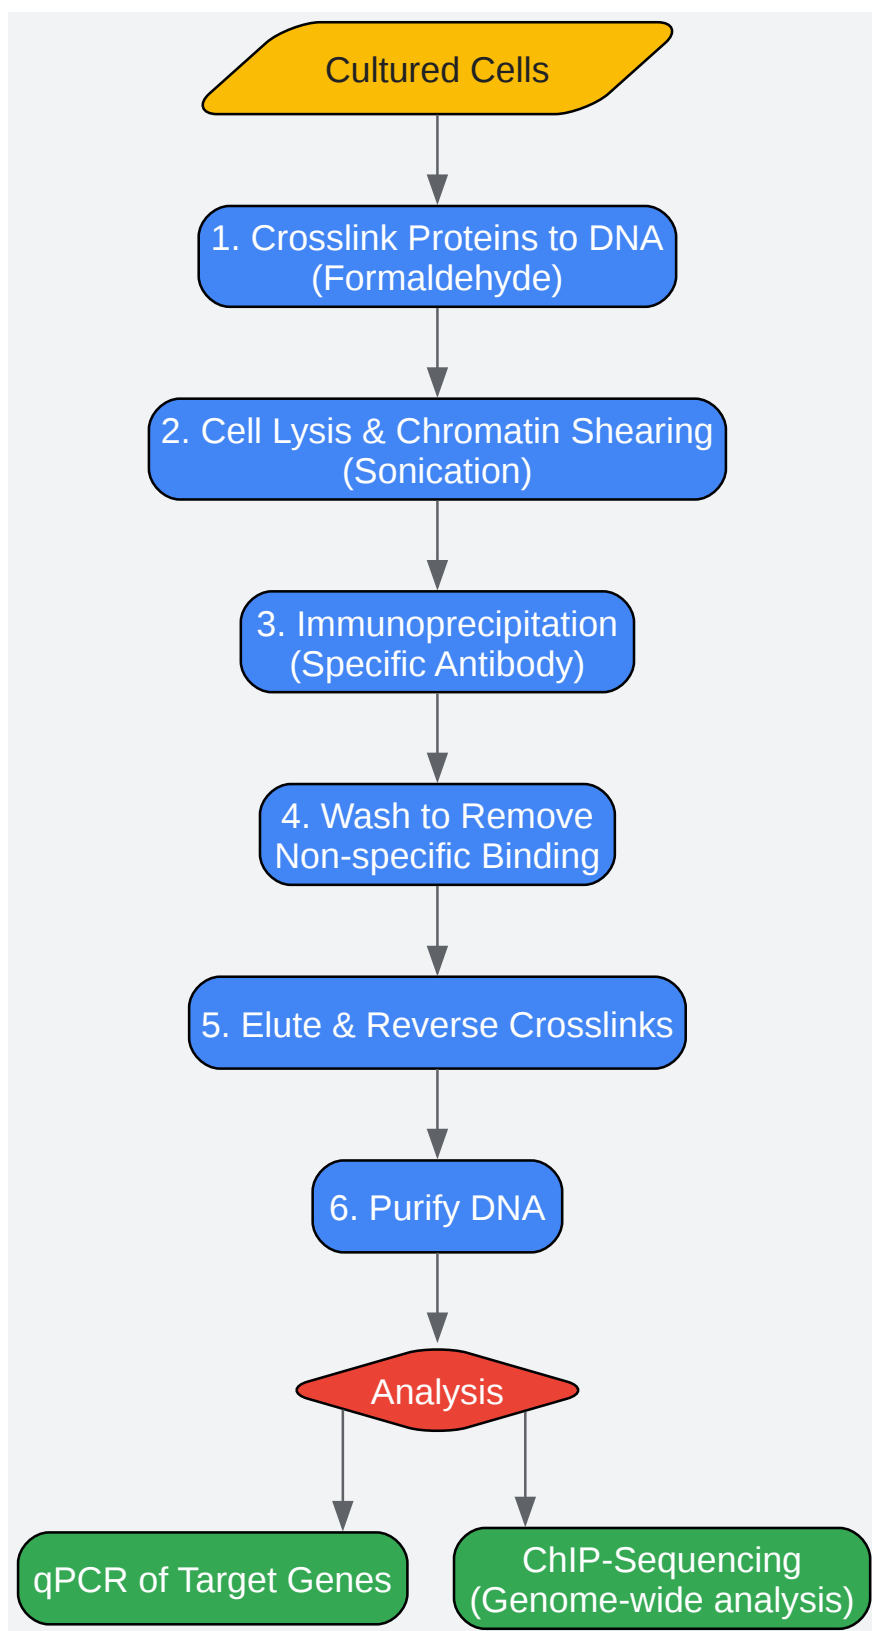 Cultured Cells
1. Crosslink Proteins to DNA
(Formaldehyde)
2. Cell Lysis & Chromatin Shearing
(Sonication)
3. Immunoprecipitation
(Specific Antibody)
4. Wash to Remove
Non-specific Binding
5. Elute & Reverse Crosslinks
6. Purify DNA
Analysis
qPCR of Target Genes
ChIP-Sequencing
(Genome-wide analysis)